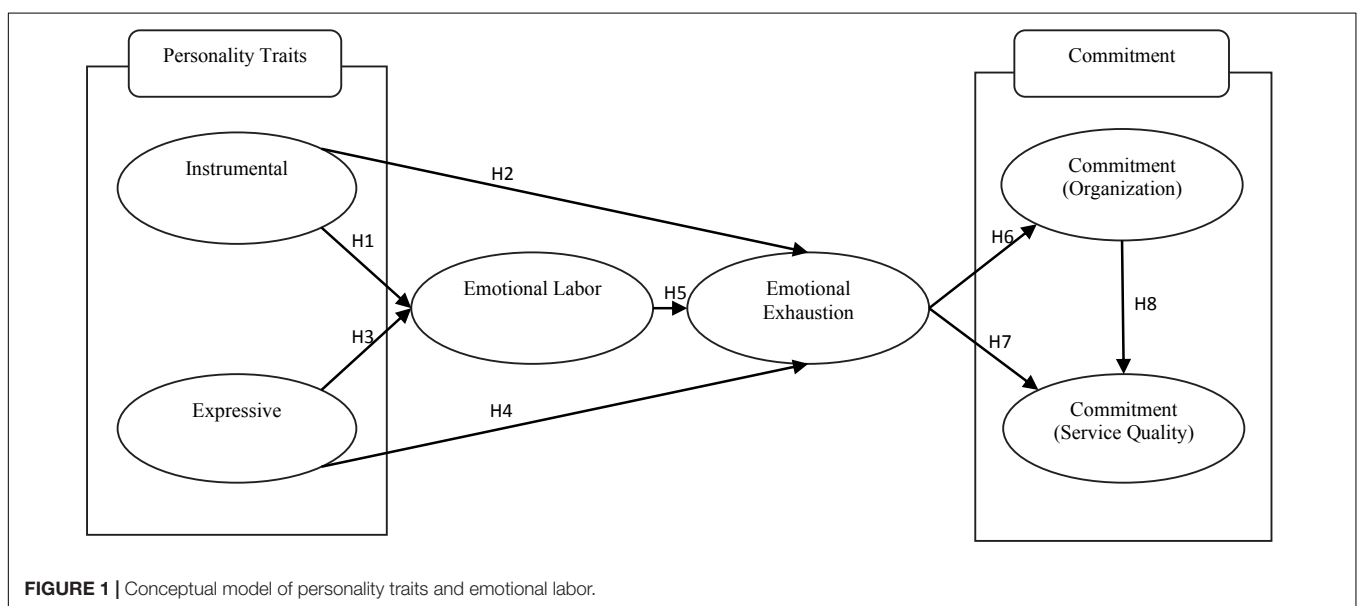 Personality Traits
Commitment
Instrumental
Commitment
(Organization)
H2
H1
H6
Emotional Labor
H5
Emotional
Exhaustion
H8
H3
H7
Expressive
H4
Commitment
(Service Quality)
FIGURE 1 | Conceptual model of personality traits and emotional labor.